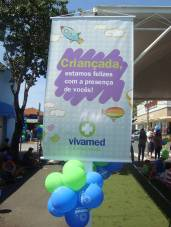 Criançada,
estamos felizes
com a presença
de vocês!
vivamed